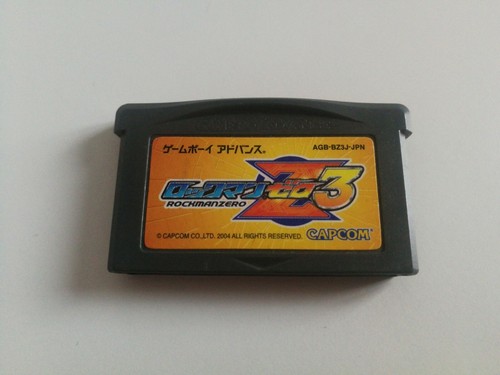 ゲームボーイ アドバンス®
AGB-BZ3J-JPN
ロックマン ゼロ 3
ROCKMANZERO
© CAPCOM CO.,LTD. 2004 ALL RIGHTS RESERVED.
CAPCOM